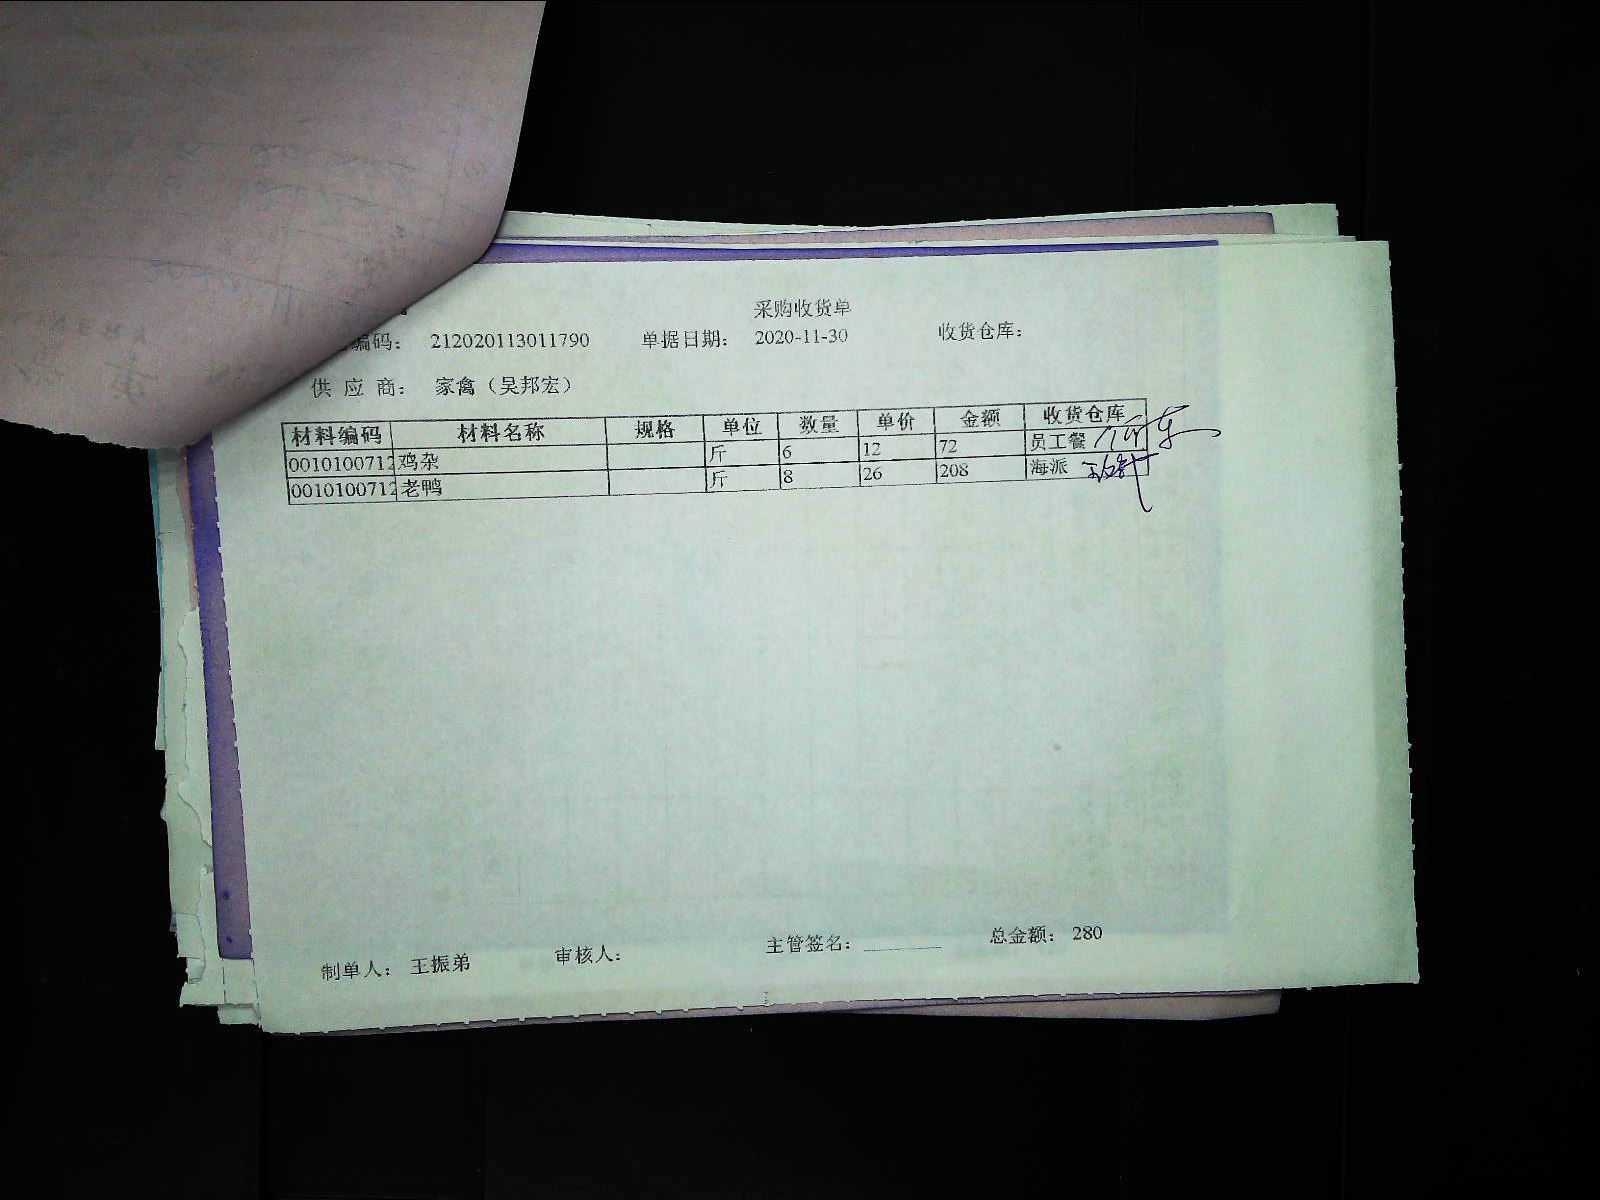 采购收货单
编码： 212020113011790 单据日期： 2020-11-30 收货仓库：
供 应 商： 家禽（吴邦宏）
材料编码 材料名称 规格 单位 数量 单价 金额 收货仓库
0010100712 鸡杂 斤 6 12 72 员工餐
0010100712 老鸭 斤 8 26 208 海派
制单人： 王振弟 审核人： 主管签名：________ 总金额： 280